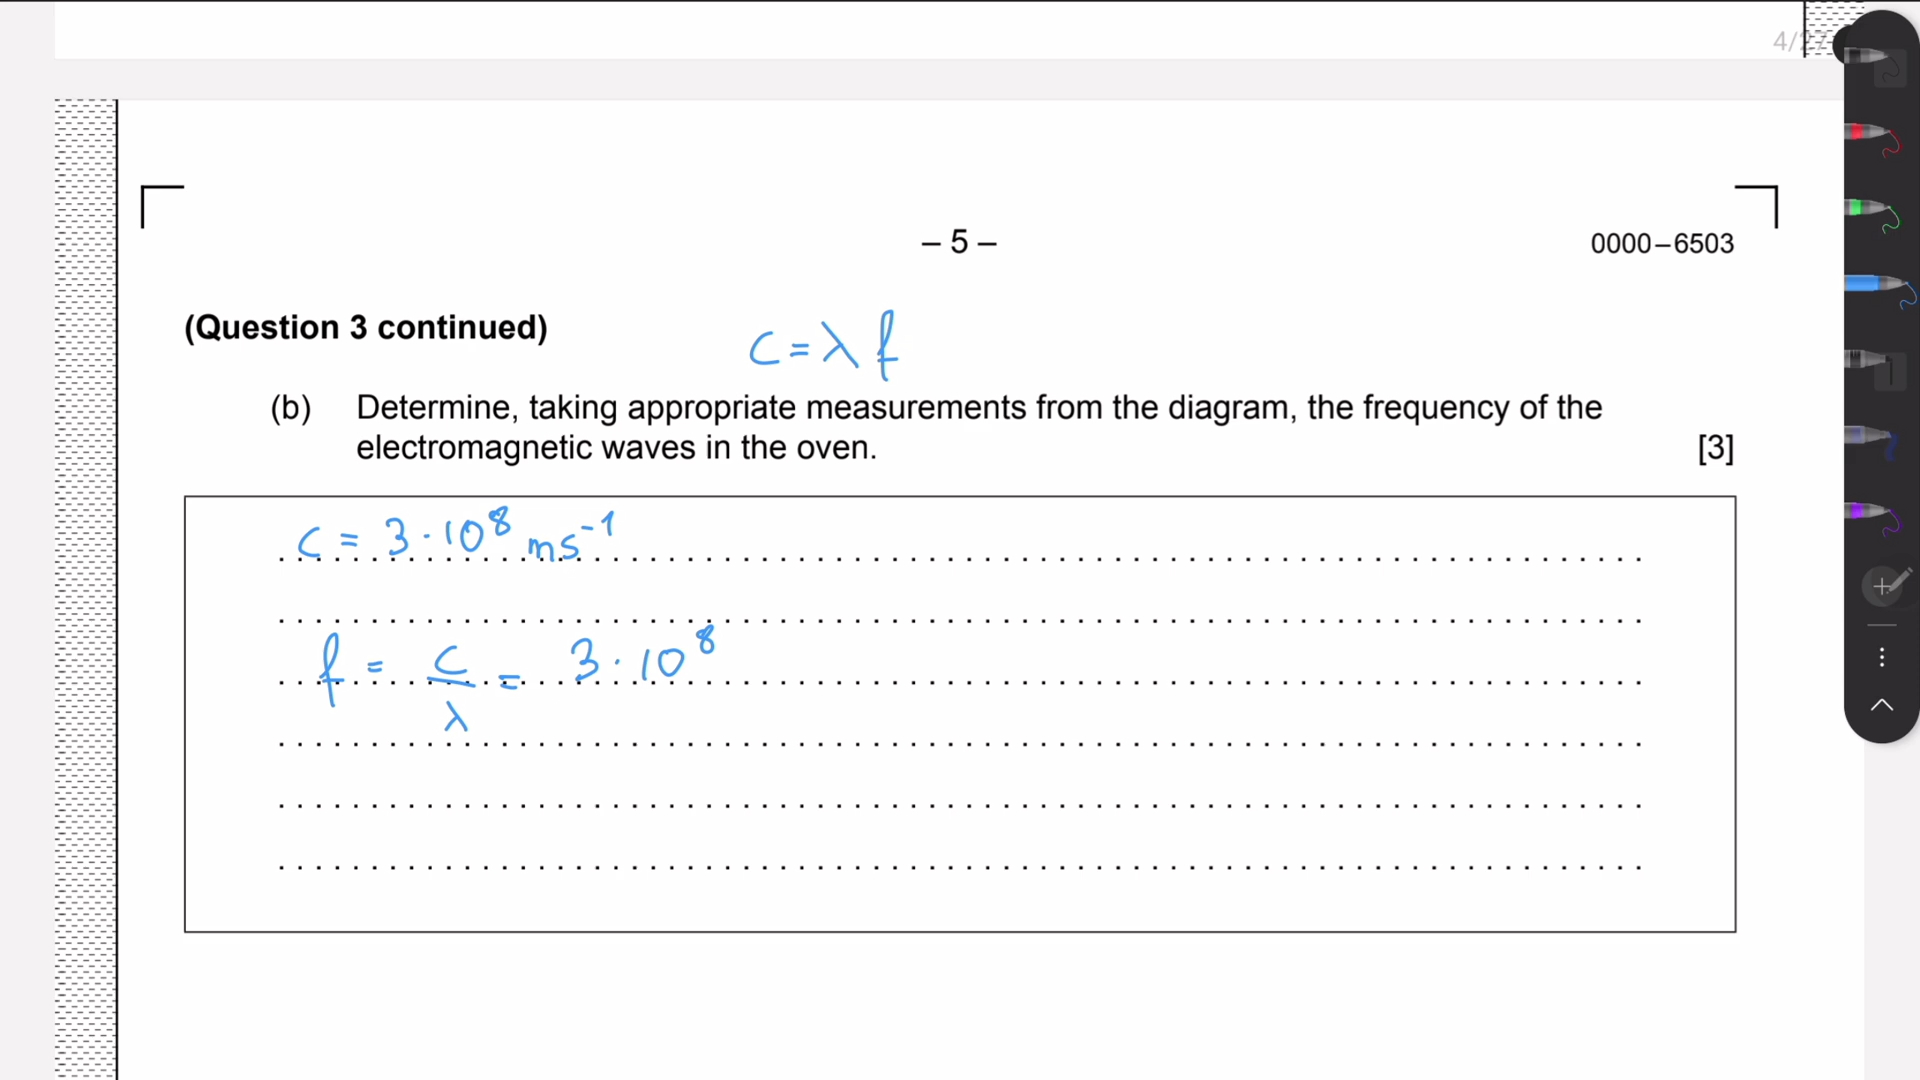 4/27
– 5 –
0000–6503
(Question 3 continued)
c = λ f
(b) Determine, taking appropriate measurements from the diagram, the frequency of the
electromagnetic waves in the oven. [3]
c = 3 · 10⁸ ms⁻¹
f = c/λ = 3 · 10⁸